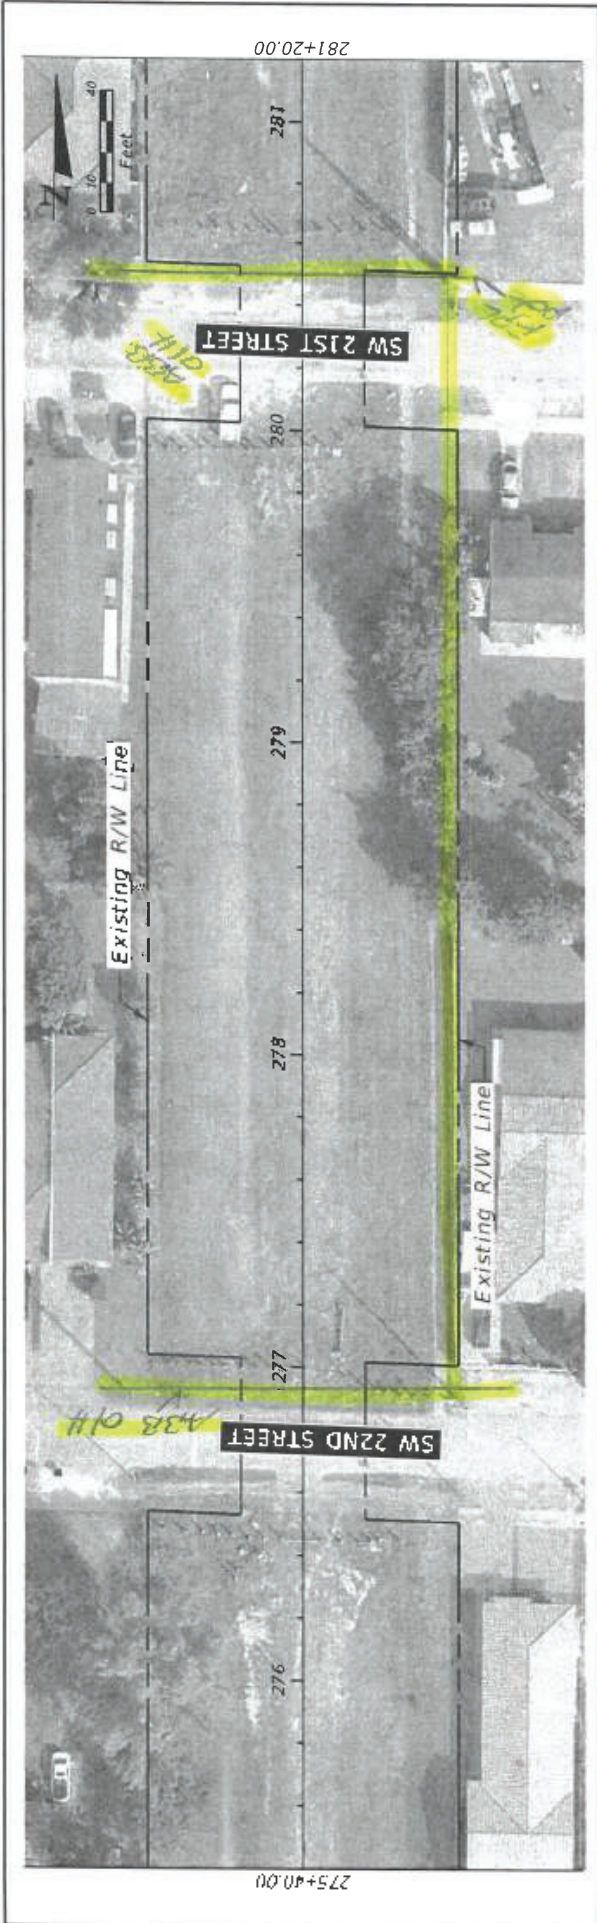 281+20.00
0 10 40
Feet
281
SW 21ST STREET
280
279
Existing R/W Line
278
Existing R/W Line
277
SW 22ND STREET
276
275+40.00